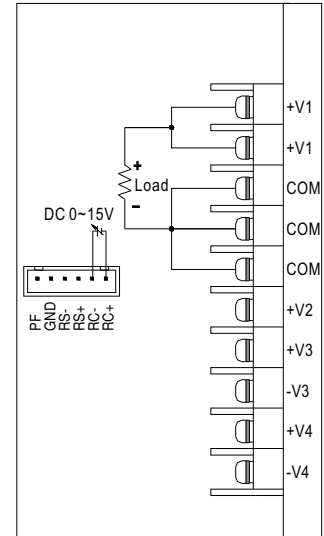 +V1
+V1
COM
COM
COM
+V2
+V3
-V3
+V4
-V4
+
Load
-
DC 0~15V
PF
GND
RS-
RS+
RC-
RC+